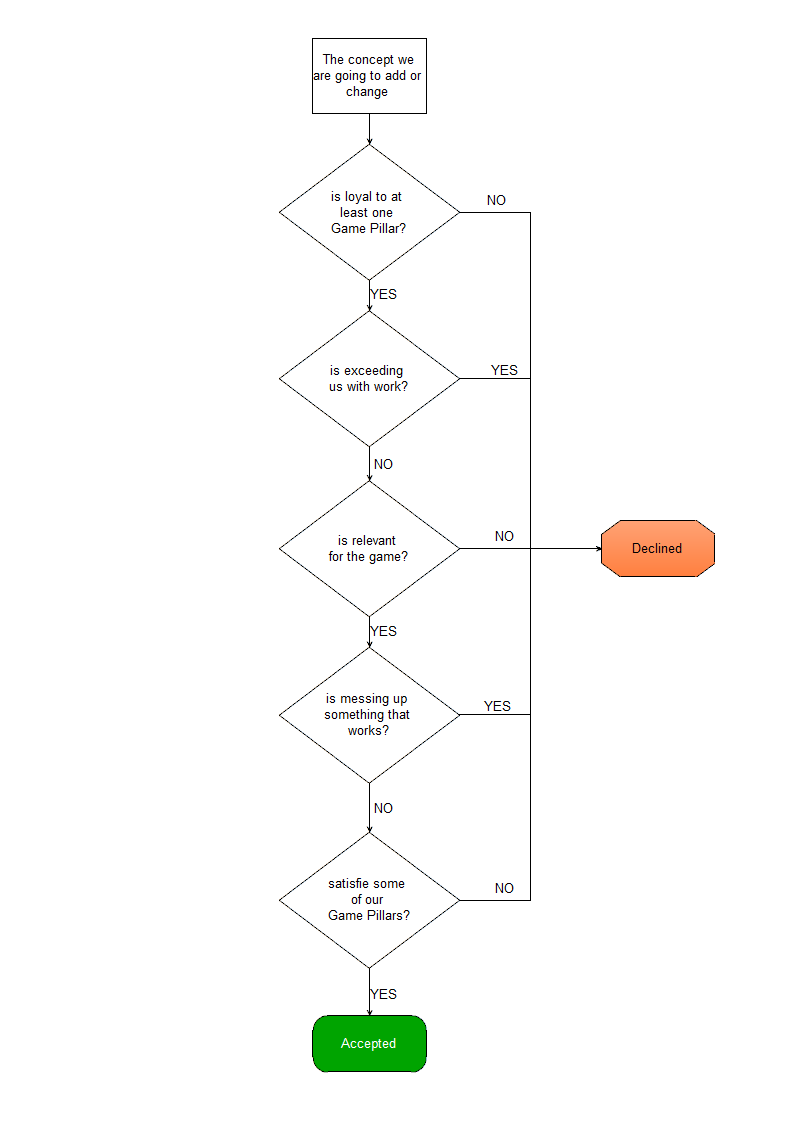 The concept we
are going to add or
change
is loyal to at
least one
Game Pillar?
NO
YES
is exceeding
us with work?
YES
NO
is relevant
for the game?
NO
Declined
YES
is messing up
something that
works?
YES
NO
satisfie some
of our
Game Pillars?
NO
YES
Accepted